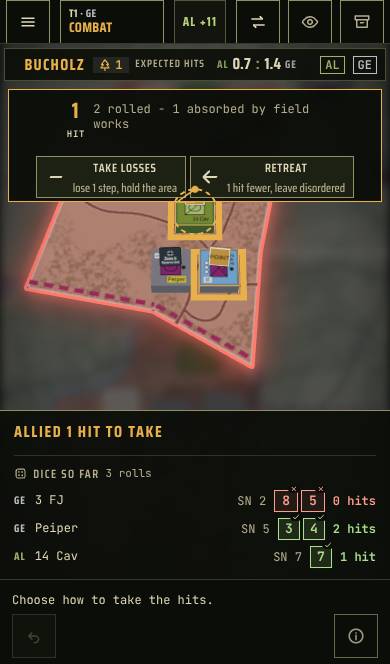 T1 · GE
COMBAT
AL +11
BUCHOLZ 1 EXPECTED HITS AL 0.7 : 1.4 GE AL GE
1 HIT
2 rolled - 1 absorbed by field
works
TAKE LOSSES
lose 1 step, hold the area
RETREAT
1 hit fewer, leave disordered
14 Cav
Peiper
ALLIED 1 HIT TO TAKE
DICE SO FAR 3 rolls
GE 3 FJ SN 2 8 5 0 hits
GE Peiper SN 5 3 4 2 hits
AL 14 Cav SN 7 7 1 hit
Choose how to take the hits.